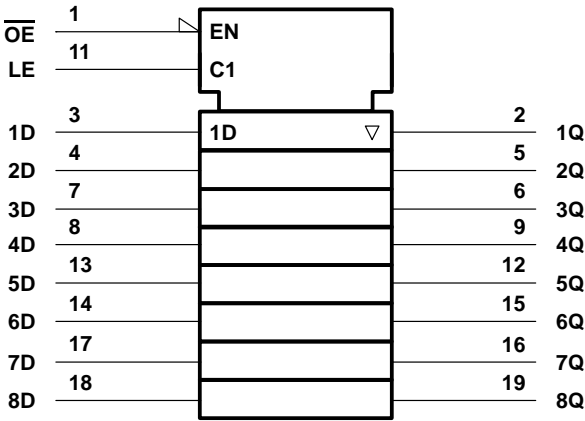 1
O̅E̅ EN
11
LE C1
3 2
1D 1D ▽ 1Q
4 5
2D 2Q
7 6
3D 3Q
8 9
4D 4Q
13 12
5D 5Q
14 15
6D 6Q
17 16
7D 7Q
18 19
8D 8Q